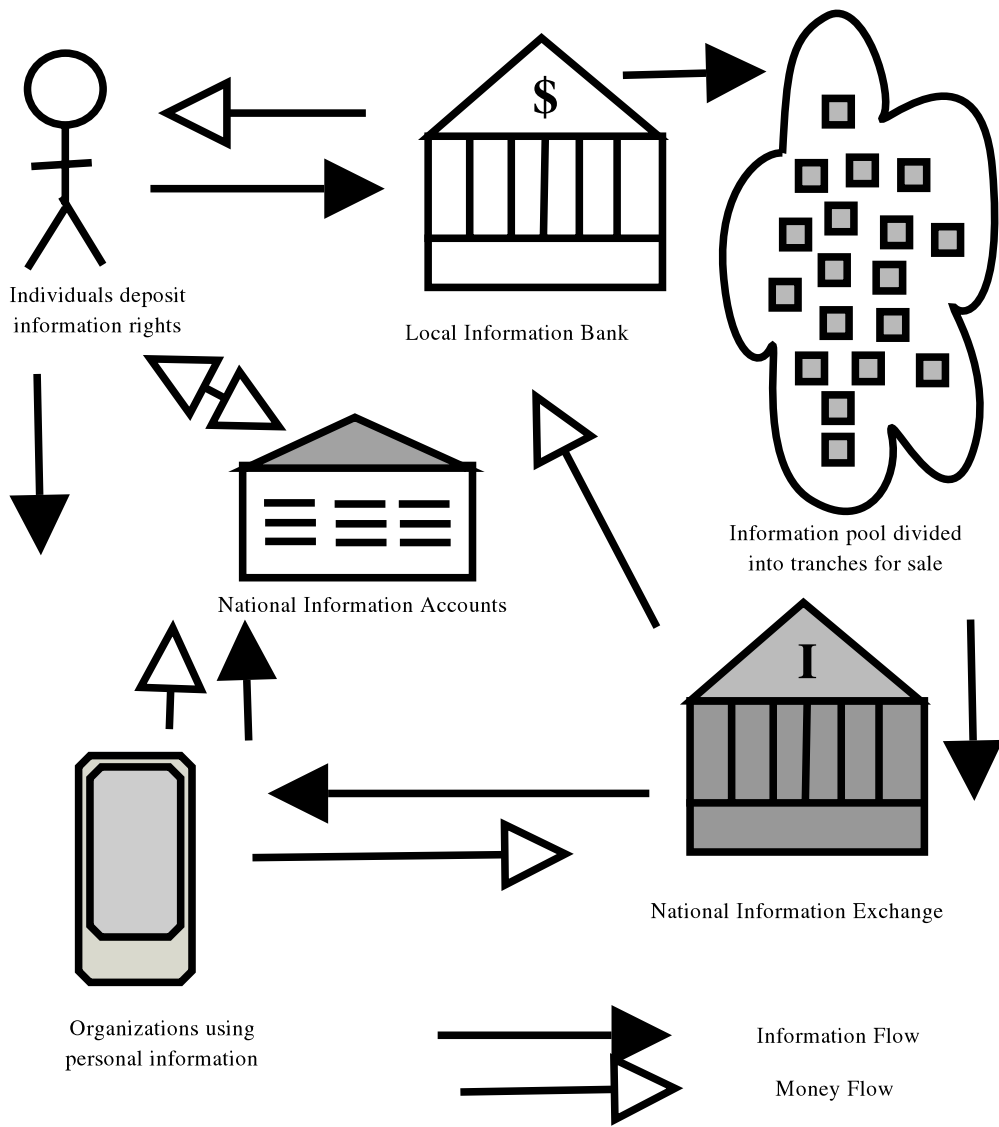 $
Individuals deposit
information rights
Local Information Bank
Information pool divided
into tranches for sale
National Information Accounts
I
National Information Exchange
Organizations using
personal information
Information Flow
Money Flow